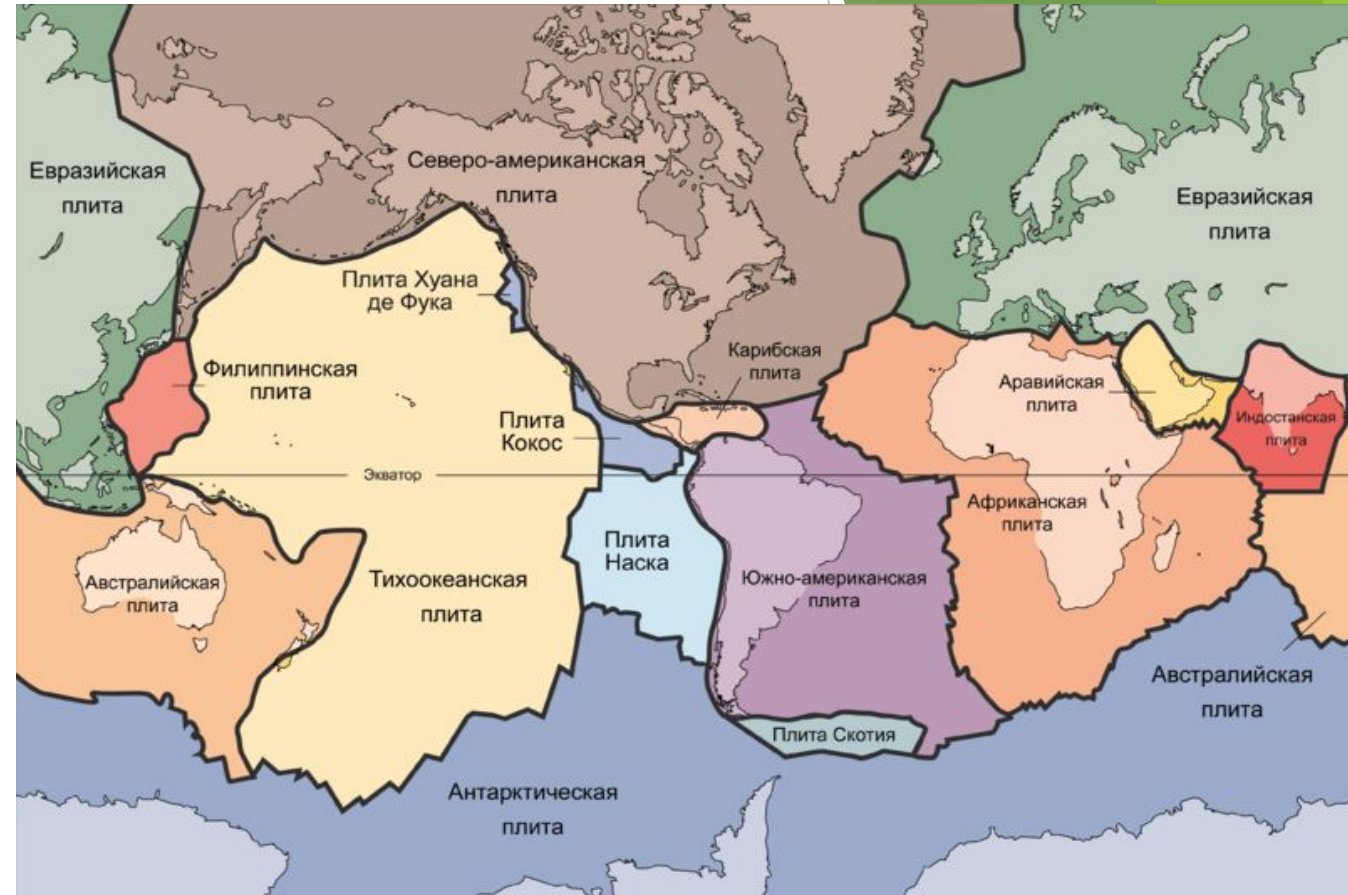 Евразийская
плита
Северо-американская
плита
Евразийская
плита
Плита Хуана
де Фука
Карибская
плита
Филиппинская
плита
Аравийская
плита
Плита
Кокос
Индостанская
плита
Экватор
Африканская
плита
Плита
Наска
Австралийская
плита
Тихоокеанская
плита
Южно-американская
плита
Австралийская
плита
Плита Скотия
Антарктическая
плита